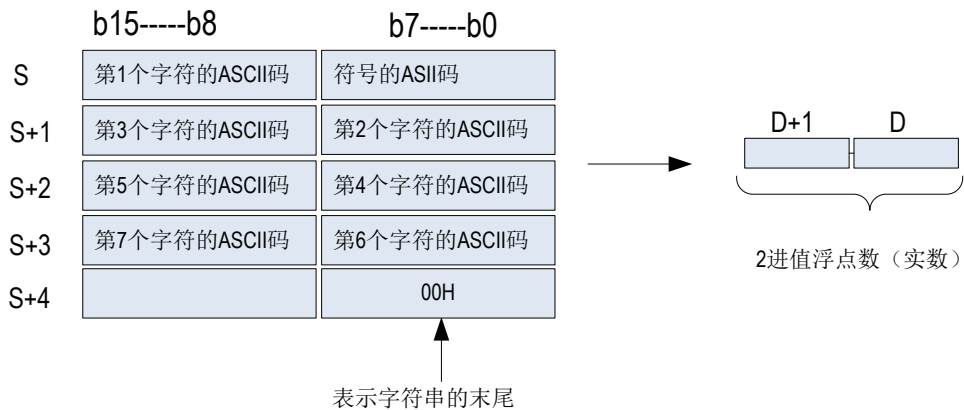 b15-----b8 b7-----b0
S 第1个字符的ASCII码 符号的ASII码
S+1 第3个字符的ASCII码 第2个字符的ASCII码
S+2 第5个字符的ASCII码 第4个字符的ASCII码
S+3 第7个字符的ASCII码 第6个字符的ASCII码
S+4 00H
表示字符串的末尾
D+1 D
2进值浮点数（实数）